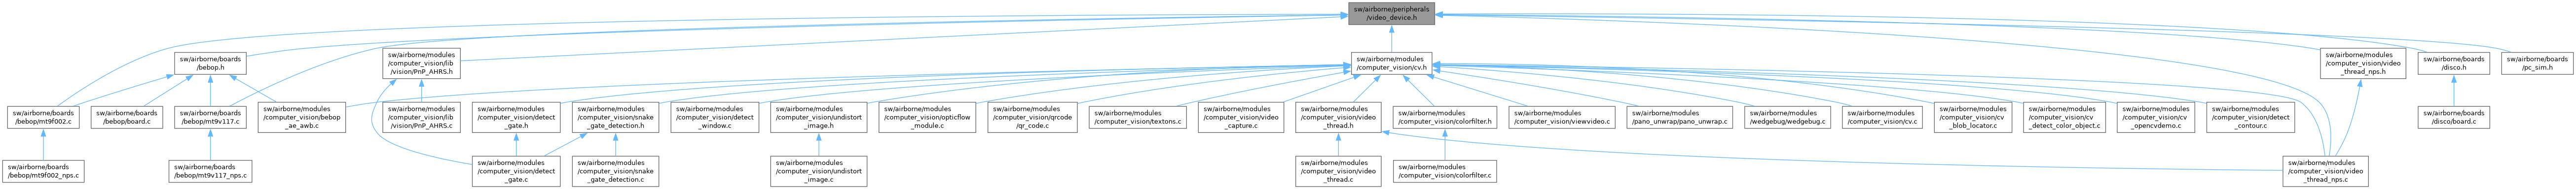 sw/airborne/peripherals
/video_device.h
sw/airborne/boards
/bebop.h
sw/airborne/modules
/computer_vision/lib
/vision/PnP_AHRS.h
sw/airborne/modules
/computer_vision/cv.h
sw/airborne/modules
/computer_vision/video
_thread_nps.h
sw/airborne/boards
/disco.h
sw/airborne/boards
/pc_sim.h
sw/airborne/boards
/bebop/mt9f002.c
sw/airborne/boards
/bebop/board.c
sw/airborne/boards
/bebop/mt9v117.c
sw/airborne/modules
/computer_vision/bebop
_ae_awb.c
sw/airborne/modules
/computer_vision/lib
/vision/PnP_AHRS.c
sw/airborne/modules
/computer_vision/detect
_gate.h
sw/airborne/modules
/computer_vision/snake
_gate_detection.h
sw/airborne/modules
/computer_vision/detect
_window.c
sw/airborne/modules
/computer_vision/undistort
_image.h
sw/airborne/modules
/computer_vision/opticflow
_module.c
sw/airborne/modules
/computer_vision/qrcode
/qr_code.c
sw/airborne/modules
/computer_vision/textons.c
sw/airborne/modules
/computer_vision/video
_capture.c
sw/airborne/modules
/computer_vision/video
_thread.h
sw/airborne/modules
/computer_vision/colorfilter.h
sw/airborne/modules
/computer_vision/viewvideo.c
sw/airborne/modules
/pano_unwrap/pano_unwrap.c
sw/airborne/modules
/wedgebug/wedgebug.c
sw/airborne/modules
/computer_vision/cv.c
sw/airborne/modules
/computer_vision/cv
_blob_locator.c
sw/airborne/modules
/computer_vision/cv
_detect_color_object.c
sw/airborne/modules
/computer_vision/cv
_opencvdemo.c
sw/airborne/modules
/computer_vision/detect
_contour.c
sw/airborne/boards
/disco/board.c
sw/airborne/boards
/bebop/mt9f002_nps.c
sw/airborne/boards
/bebop/mt9v117_nps.c
sw/airborne/modules
/computer_vision/detect
_gate.c
sw/airborne/modules
/computer_vision/snake
_gate_detection.c
sw/airborne/modules
/computer_vision/undistort
_image.c
sw/airborne/modules
/computer_vision/video
_thread.c
sw/airborne/modules
/computer_vision/colorfilter.c
sw/airborne/modules
/computer_vision/video
_thread_nps.c